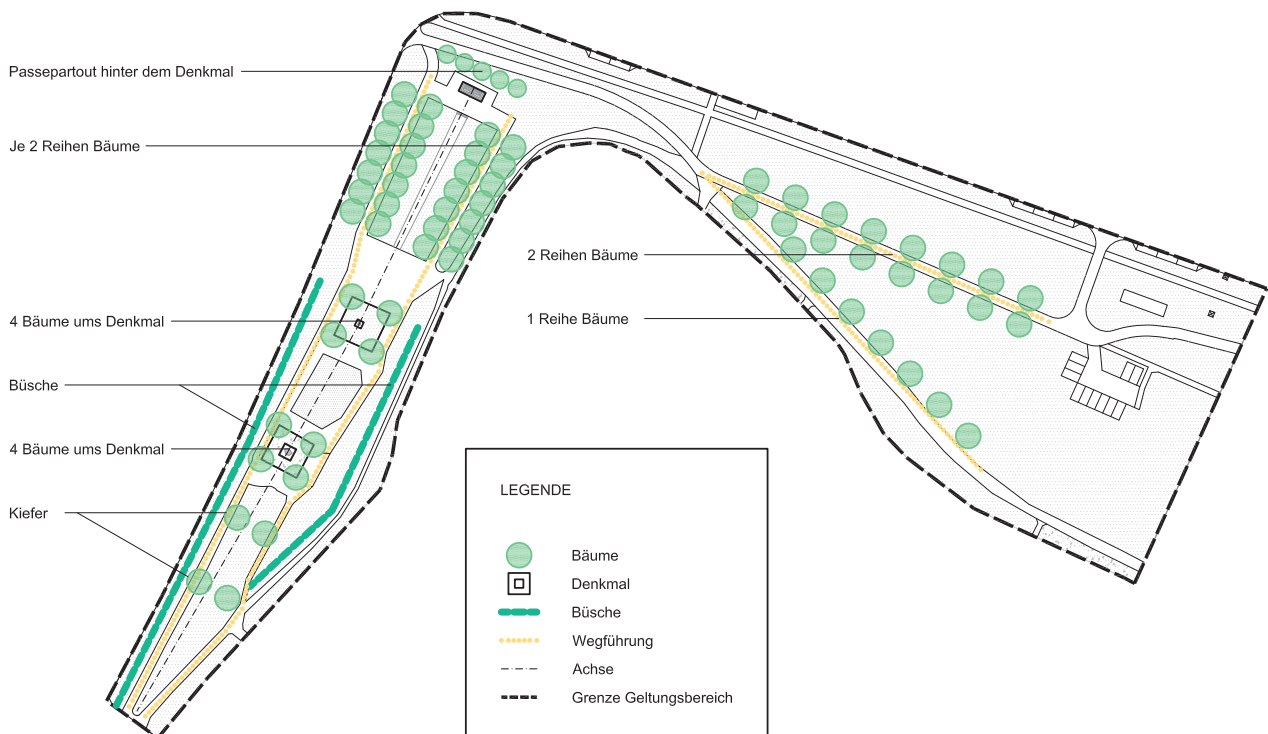 Passepartout hinter dem Denkmal
Je 2 Reihen Bäume
2 Reihen Bäume
4 Bäume ums Denkmal
1 Reihe Bäume
Büsche
4 Bäume ums Denkmal
Kiefer
LEGENDE
Bäume
Denkmal
Büsche
Wegführung
Achse
Grenze Geltungsbereich